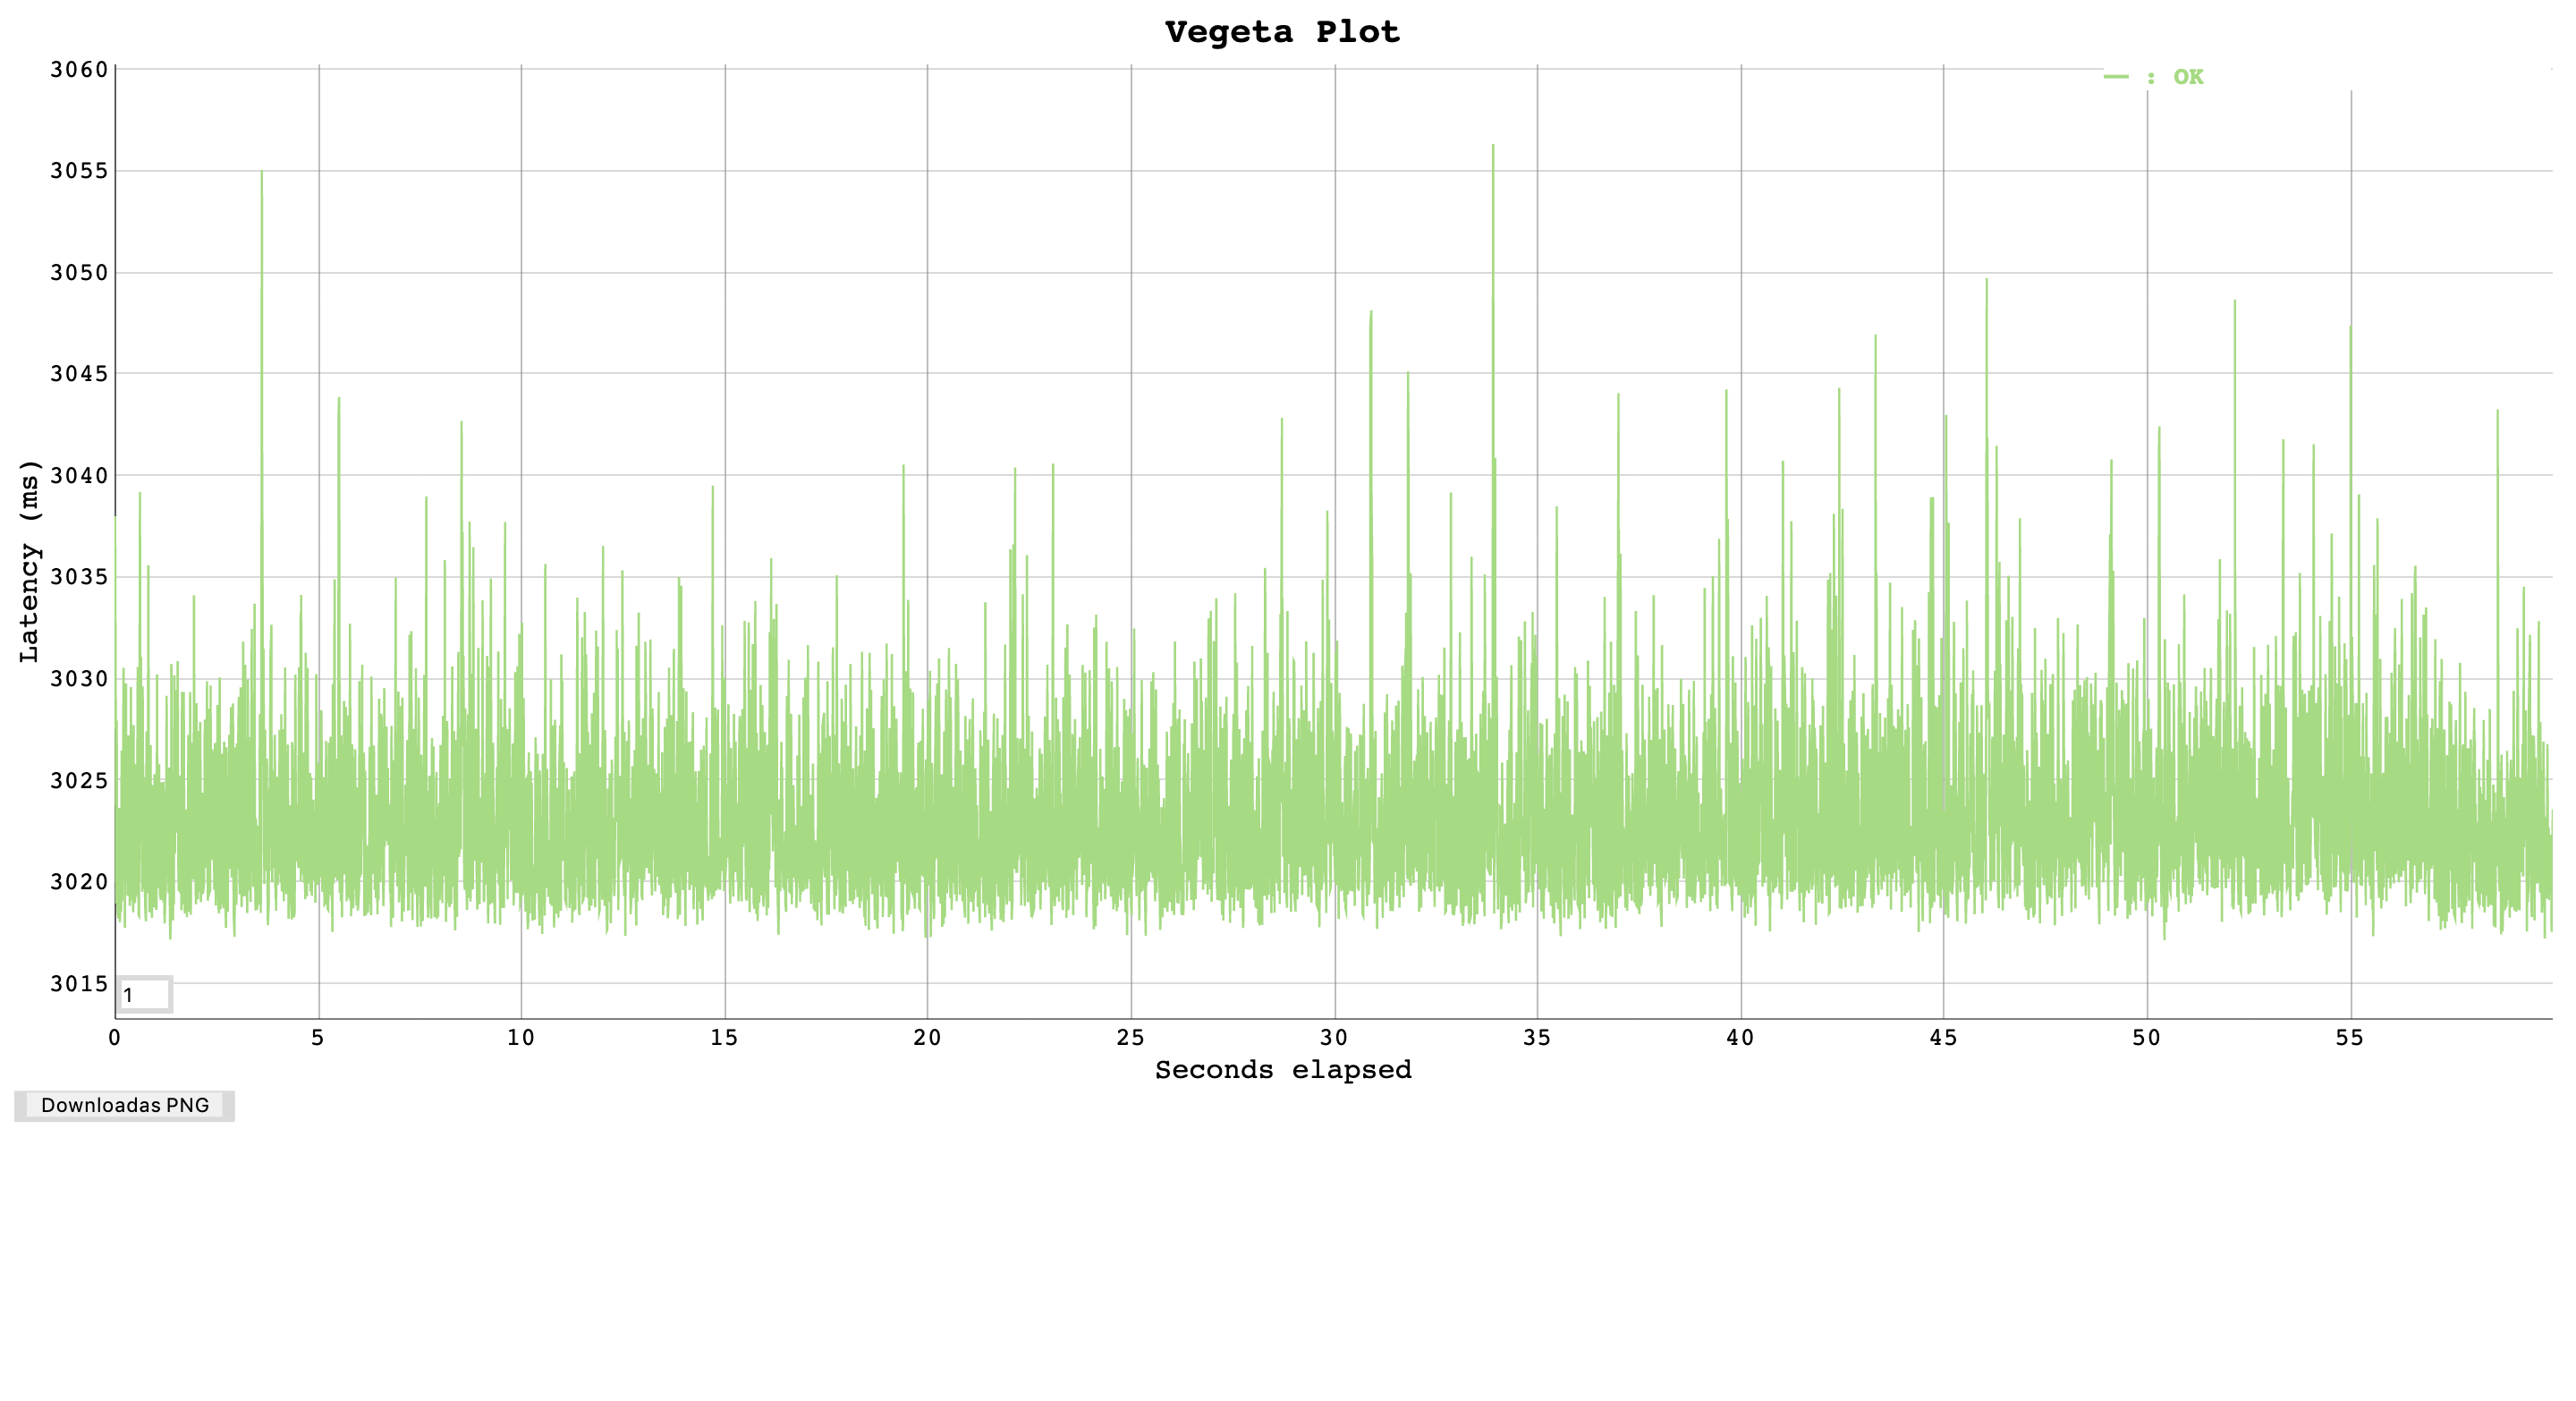 Vegeta Plot
— : OK
3060
3055
3050
3045
3040
3035
3030
3025
3020
3015
Latency (ms)
1
0 5 10 15 20 25 30 35 40 45 50 55
Seconds elapsed
Downloadas PNG